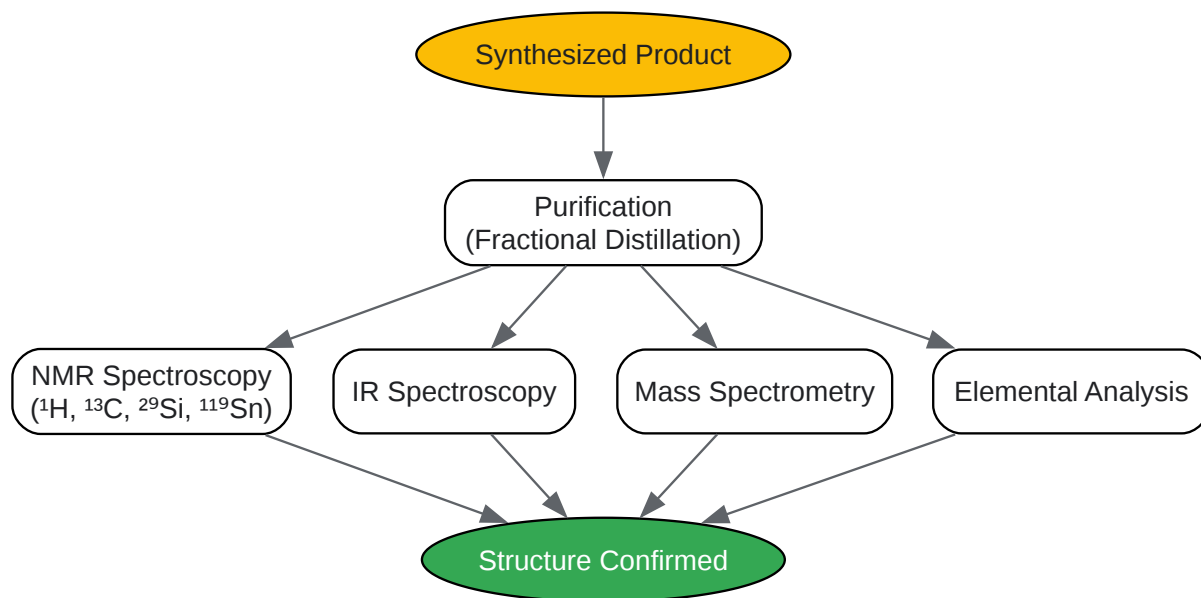 Synthesized Product
Purification
(Fractional Distillation)
NMR Spectroscopy
(¹H, ¹³C, ²⁹Si, ¹¹⁹Sn)
IR Spectroscopy
Mass Spectrometry
Elemental Analysis
Structure Confirmed